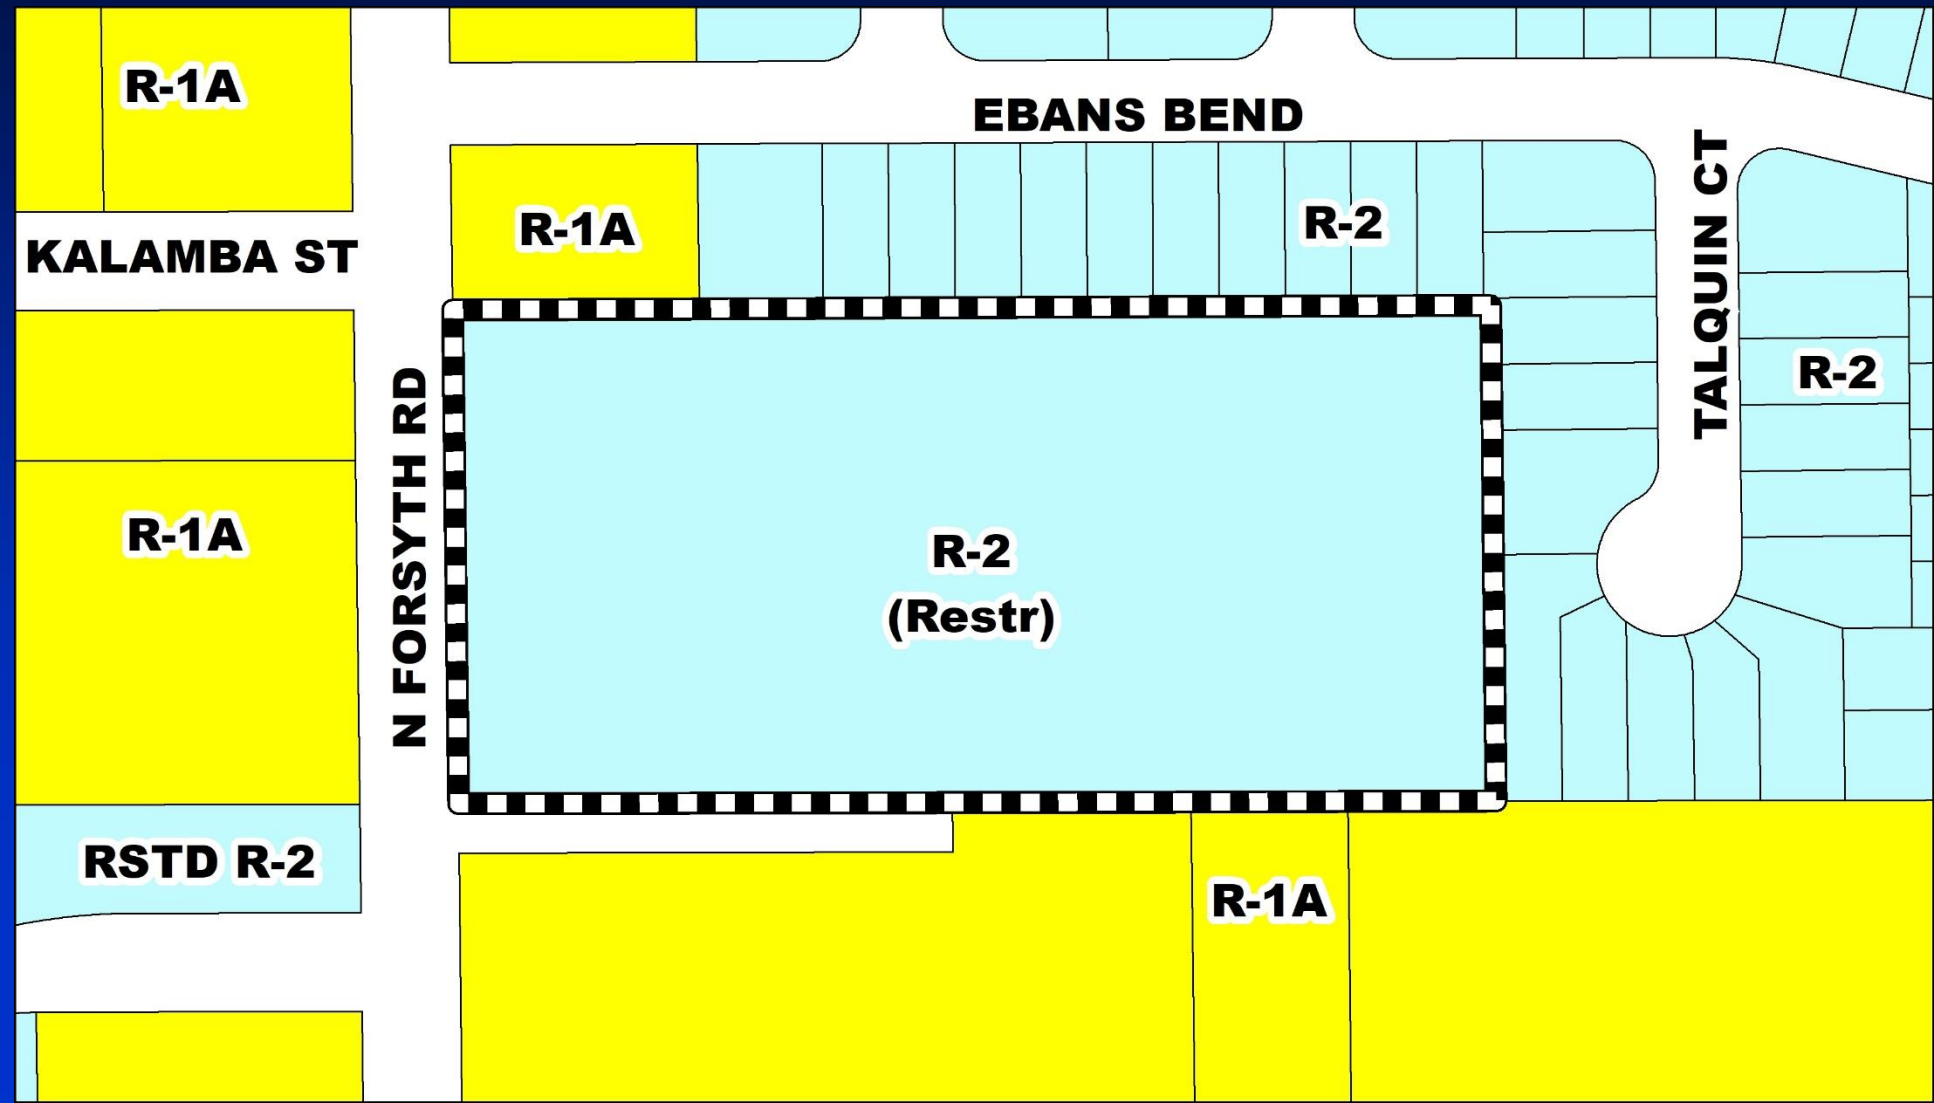 R-1A
EBANS BEND
TALQUIN CT
R-1A
R-2
KALAMBA ST
N FORSYTH RD
R-2
R-1A
R-2
(Restr)
RSTD R-2
R-1A